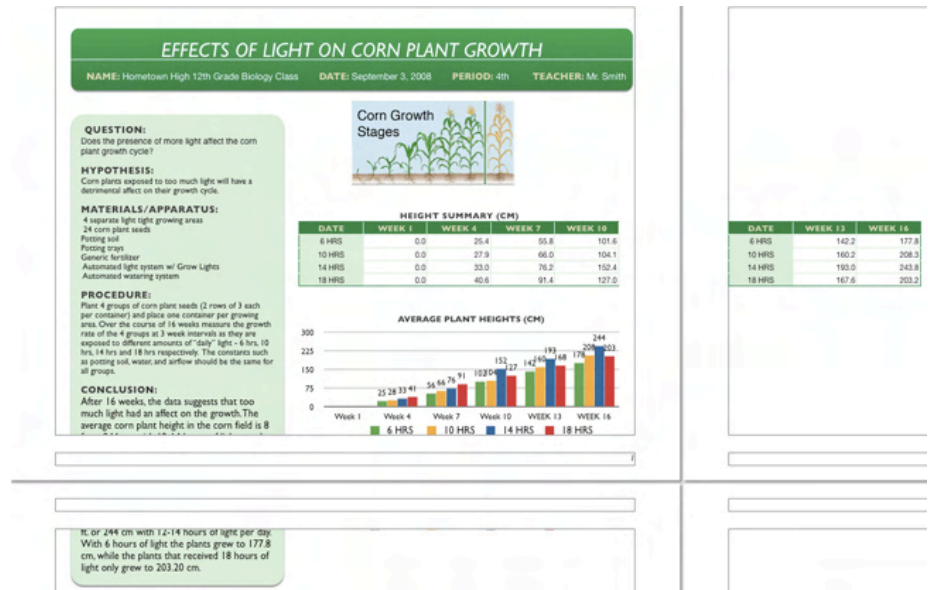 EFFECTS OF LIGHT ON CORN PLANT GROWTH
NAME: Hometown High 12th Grade Biology Class DATE: September 3, 2008 PERIOD: 4th TEACHER: Mr. Smith
Corn Growth
Stages
QUESTION:
Does the presence of more light affect the corn
plant growth cycle?
HYPOTHESIS:
Corn plants exposed to too much light will have a
detrimental affect on their growth cycle.
MATERIALS/APPARATUS:
4 separate light tight growing areas
24 corn plant seeds
Potting soil
Potting trays
Generic fertilizer
Automated light system w/ Grow Lights
Automated watering system
PROCEDURE:
Plant 4 groups of corn plant seeds (2 rows of 3 each
per container) and place one container per growing
area. Over the course of 16 weeks measure the growth
rate of the 4 groups at 3 week intervals as they are
exposed to different amounts of "daily" light - 6 hrs, 10
hrs, 14 hrs and 18 hrs respectively. The constants such
as potting soil, water, and airflow should be the same for
all groups.
CONCLUSION:
After 16 weeks, the data suggests that too
much light had an affect on the growth. The
average corn plant height in the corn field is 8
HEIGHT SUMMARY (CM)
DATE WEEK 1 WEEK 4 WEEK 7 WEEK 10
6 HRS 0.0 25.4 55.8 101.6
10 HRS 0.0 27.9 66.0 104.1
14 HRS 0.0 33.0 76.2 152.4
18 HRS 0.0 40.6 91.4 127.0
DATE WEEK 13 WEEK 16
6 HRS 142.2 177.8
10 HRS 160.2 208.3
14 HRS 193.0 243.8
18 HRS 167.6 203.2
AVERAGE PLANT HEIGHTS (CM)
300
225
150
75
0
25 28 33 41
56 66 76 91
102 104 152 127
142 160 193 168
178 208 244 203
Week 1 Week 4 Week 7 Week 10 WEEK 13 WEEK 16
6 HRS 10 HRS 14 HRS 18 HRS
1
ft. or 244 cm with 12-14 hours of light per day.
With 6 hours of light the plants grew to 177.8
cm, while the plants that received 18 hours of
light only grew to 203.20 cm.